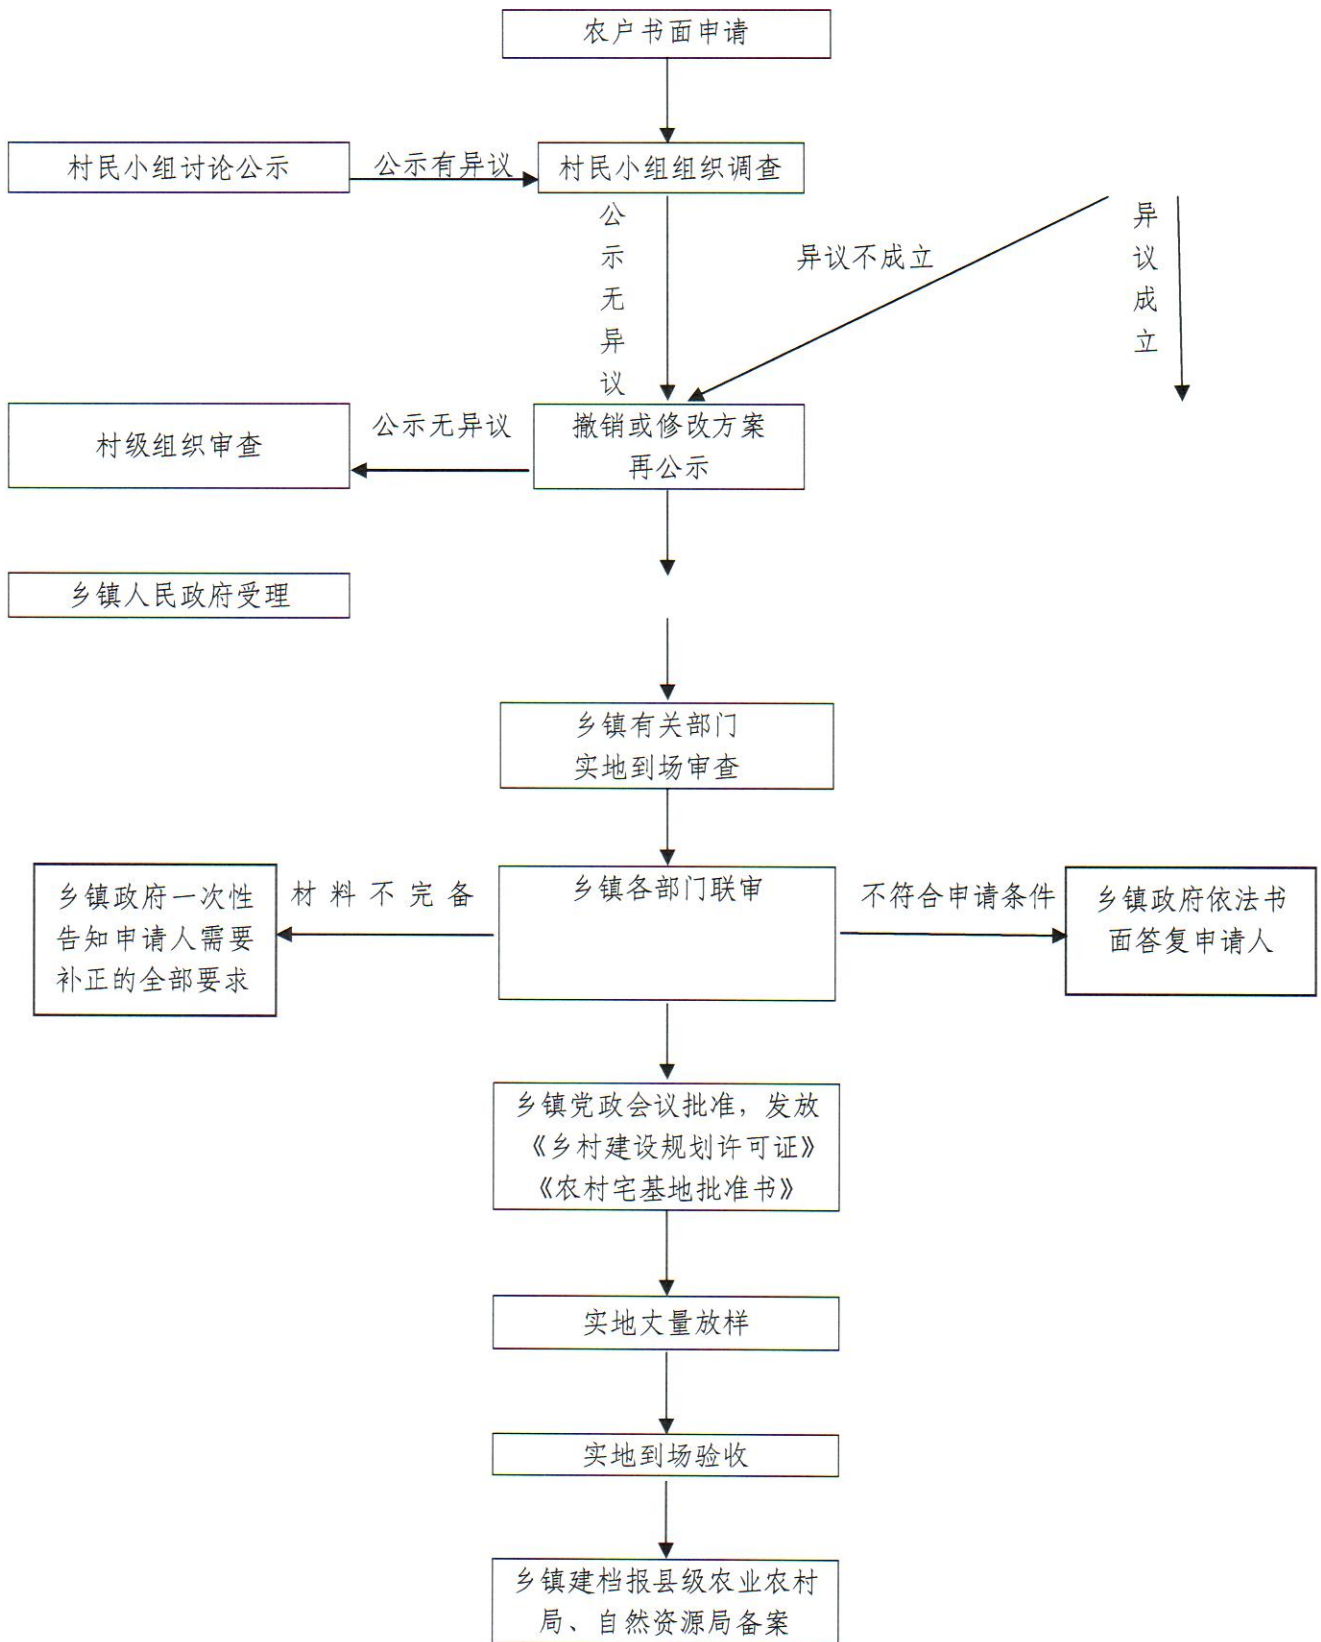 农户书面申请
村民小组讨论公示
公示有异议
村民小组组织调查
公示无异议
异议不成立
异议成立
村级组织审查
公示无异议
撤销或修改方案
再公示
乡镇人民政府受理
乡镇有关部门
实地到场审查
乡镇政府一次性
告知申请人需要
补正的全部要求
材料不完备
乡镇各部门联审
不符合申请条件
乡镇政府依法书
面答复申请人
乡镇党政会议批准，发放
《乡村建设规划许可证》
《农村宅基地批准书》
实地丈量放样
实地到场验收
乡镇建档报县级农业农村
局、自然资源局备案